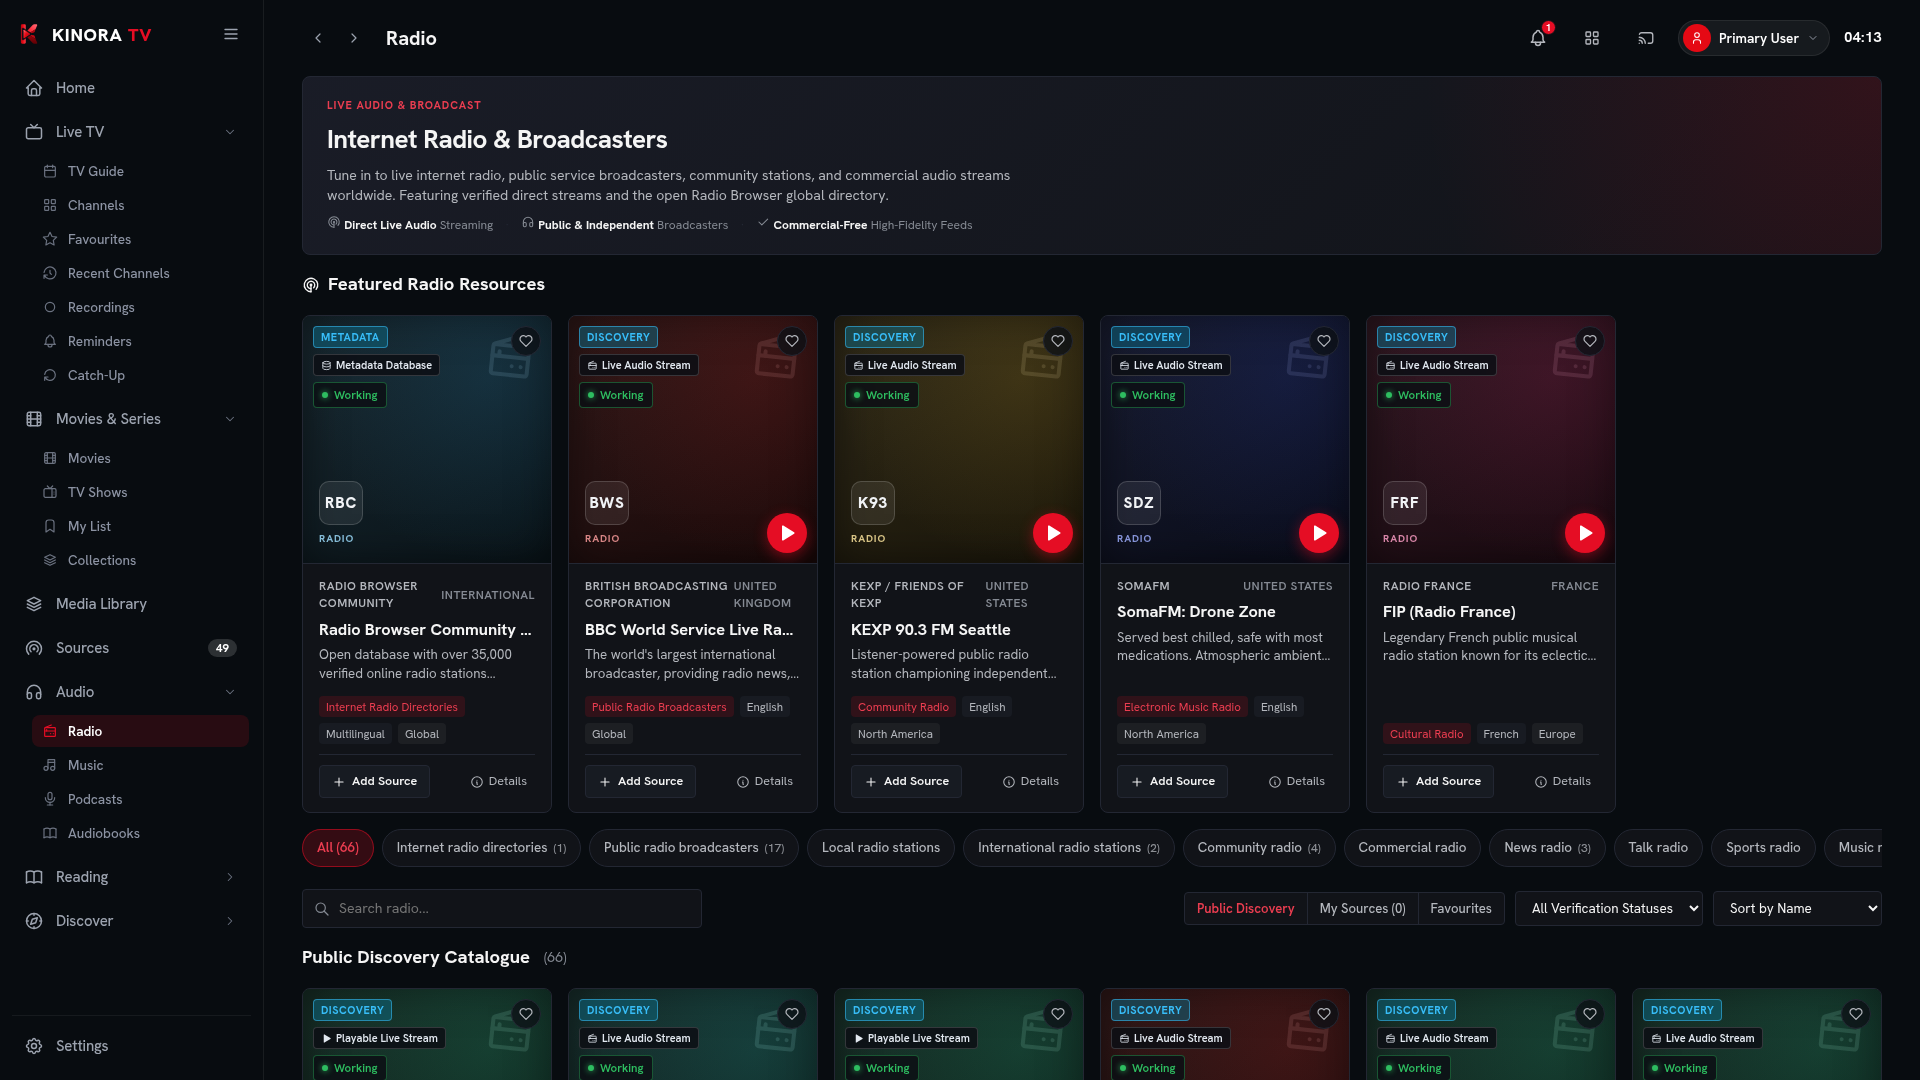 KINORA TV
Home
Live TV
TV Guide
Channels
Favourites
Recent Channels
Recordings
Reminders
Catch-Up
Movies & Series
Movies
TV Shows
My List
Collections
Media Library
Sources 49
Audio
Radio
Music
Podcasts
Audiobooks
Reading
Discover
Settings
Radio
1
Primary User
04:13
LIVE AUDIO & BROADCAST
Internet Radio & Broadcasters
Tune in to live internet radio, public service broadcasters, community stations, and commercial audio streams
worldwide. Featuring verified direct streams and the open Radio Browser global directory.
Direct Live Audio Streaming Public & Independent Broadcasters Commercial-Free High-Fidelity Feeds
Featured Radio Resources
METADATA
Metadata Database
Working
RBC
RADIO
RADIO BROWSER
COMMUNITY
INTERNATIONAL
Radio Browser Community ...
Open database with over 35,000
verified online radio stations...
Internet Radio Directories
Multilingual Global
Add Source Details
DISCOVERY
Live Audio Stream
Working
BWS
RADIO
BRITISH BROADCASTING
CORPORATION
UNITED
KINGDOM
BBC World Service Live Ra...
The world's largest international
broadcaster, providing radio news,...
Public Radio Broadcasters English
Global
Add Source Details
DISCOVERY
Live Audio Stream
Working
K93
RADIO
KEXP / FRIENDS OF
KEXP
UNITED
STATES
KEXP 90.3 FM Seattle
Listener-powered public radio
station championing independent...
Community Radio English
North America
Add Source Details
DISCOVERY
Live Audio Stream
Working
SDZ
RADIO
SOMAFM UNITED STATES
SomaFM: Drone Zone
Served best chilled, safe with most
medications. Atmospheric ambient...
Electronic Music Radio English
North America
Add Source Details
DISCOVERY
Live Audio Stream
Working
FRF
RADIO
RADIO FRANCE FRANCE
FIP (Radio France)
Legendary French public musical
radio station known for its eclectic...
Cultural Radio French Europe
Add Source Details
All (66) Internet radio directories (1) Public radio broadcasters (17) Local radio stations International radio stations (2) Community radio (4) Commercial radio News radio (3) Talk radio Sports radio Music r
Search radio...
Public Discovery My Sources (0) Favourites All Verification Statuses Sort by Name
Public Discovery Catalogue (66)
DISCOVERY
Playable Live Stream
Working
DISCOVERY
Live Audio Stream
Working
DISCOVERY
Playable Live Stream
Working
DISCOVERY
Live Audio Stream
Working
DISCOVERY
Live Audio Stream
Working
DISCOVERY
Live Audio Stream
Working